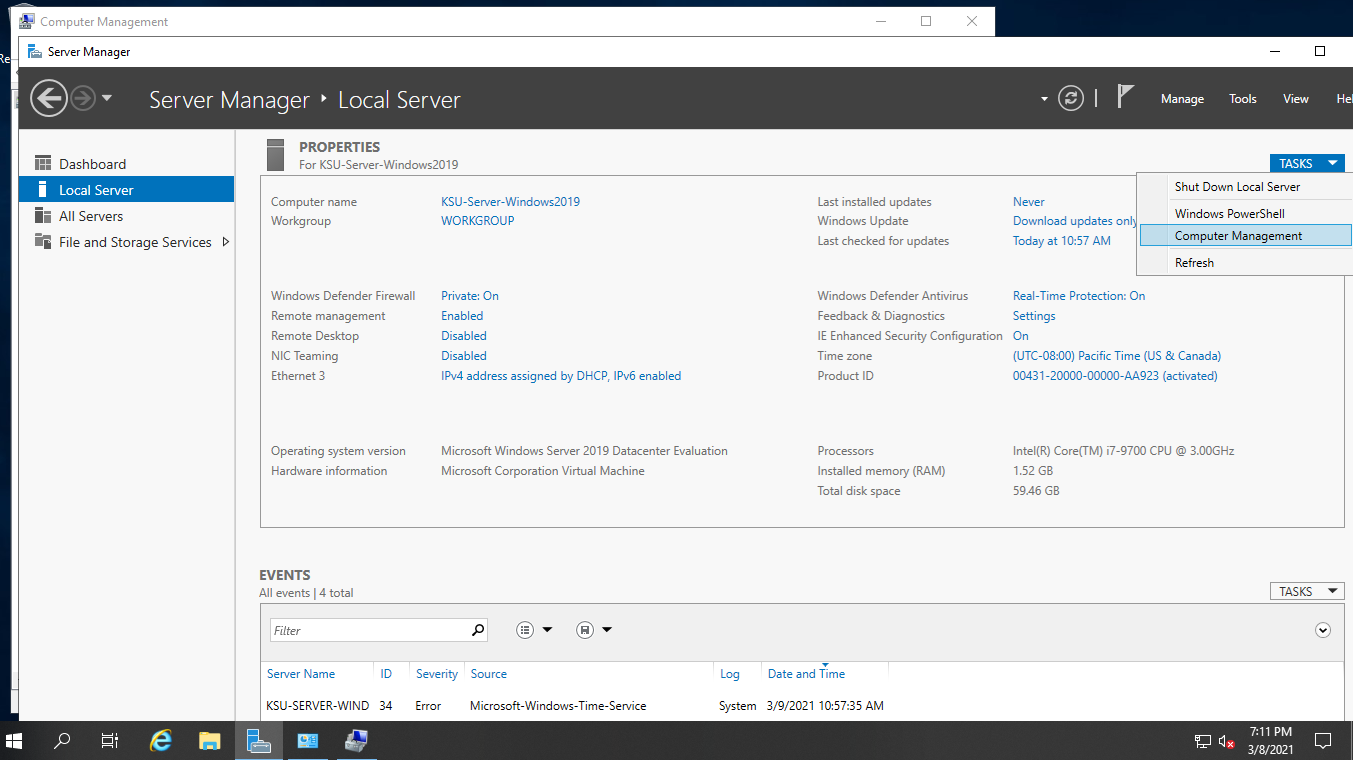 Computer Management
Re
Server Manager
Server Manager ‣ Local Server
Manage Tools View Hel
Dashboard
Local Server
All Servers
File and Storage Services
PROPERTIES
For KSU-Server-Windows2019
TASKS
Shut Down Local Server
Windows PowerShell
Computer Management
Refresh
Computer name KSU-Server-Windows2019 Last installed updates Never
Workgroup WORKGROUP Windows Update Download updates only
Last checked for updates Today at 10:57 AM
Windows Defender Firewall Private: On Windows Defender Antivirus Real-Time Protection: On
Remote management Enabled Feedback & Diagnostics Settings
Remote Desktop Disabled IE Enhanced Security Configuration On
NIC Teaming Disabled Time zone (UTC-08:00) Pacific Time (US & Canada)
Ethernet 3 IPv4 address assigned by DHCP, IPv6 enabled Product ID 00431-20000-00000-AA923 (activated)
Operating system version Microsoft Windows Server 2019 Datacenter Evaluation Processors Intel(R) Core(TM) i7-9700 CPU @ 3.00GHz
Hardware information Microsoft Corporation Virtual Machine Installed memory (RAM) 1.52 GB
Total disk space 59.46 GB
EVENTS
All events | 4 total
TASKS
Filter
Server Name ID Severity Source Log Date and Time
KSU-SERVER-WIND 34 Error Microsoft-Windows-Time-Service System 3/9/2021 10:57:35 AM
7:11 PM
3/8/2021